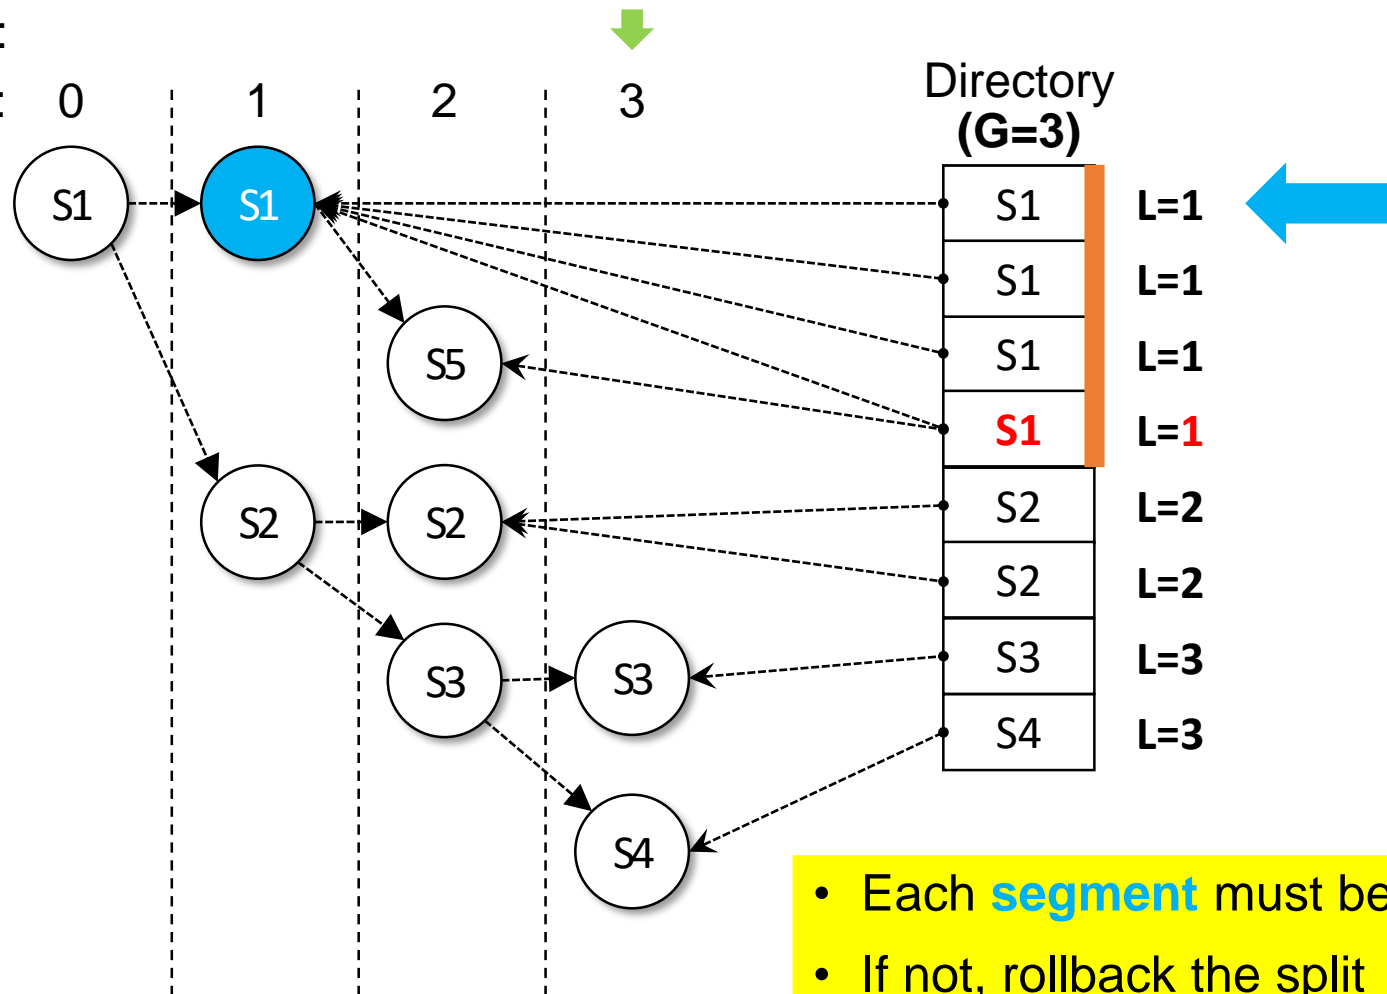 :
: 0 1 2 3
Directory
(G=3)
S1 S1 S1 L=1
S1 L=1
S1 L=1
S5
S1 L=1
S2 S2 S2 L=2
S2 L=2
S3 S3 S3 L=3
S4 L=3
S4
• Each segment must be
• If not, rollback the split